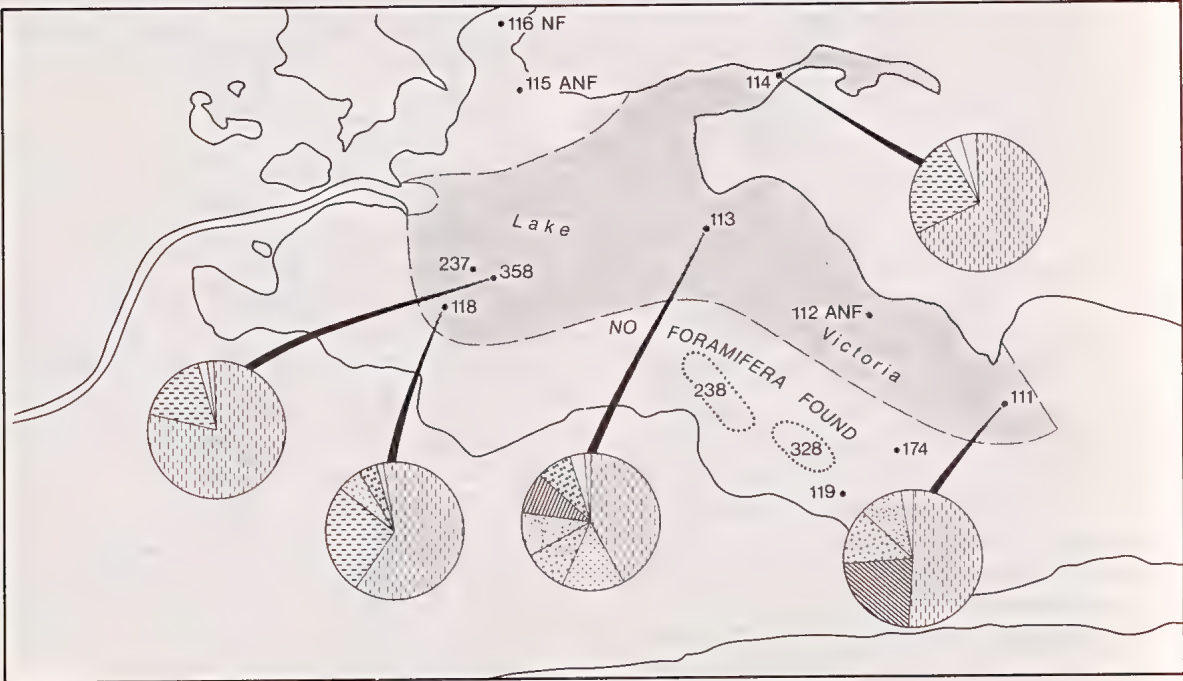 116 NF
115 ANF
114
Lake
113
237
358
118
112 ANF
Victoria
NO
FORAMIFERA FOUND
238
328
111
174
119